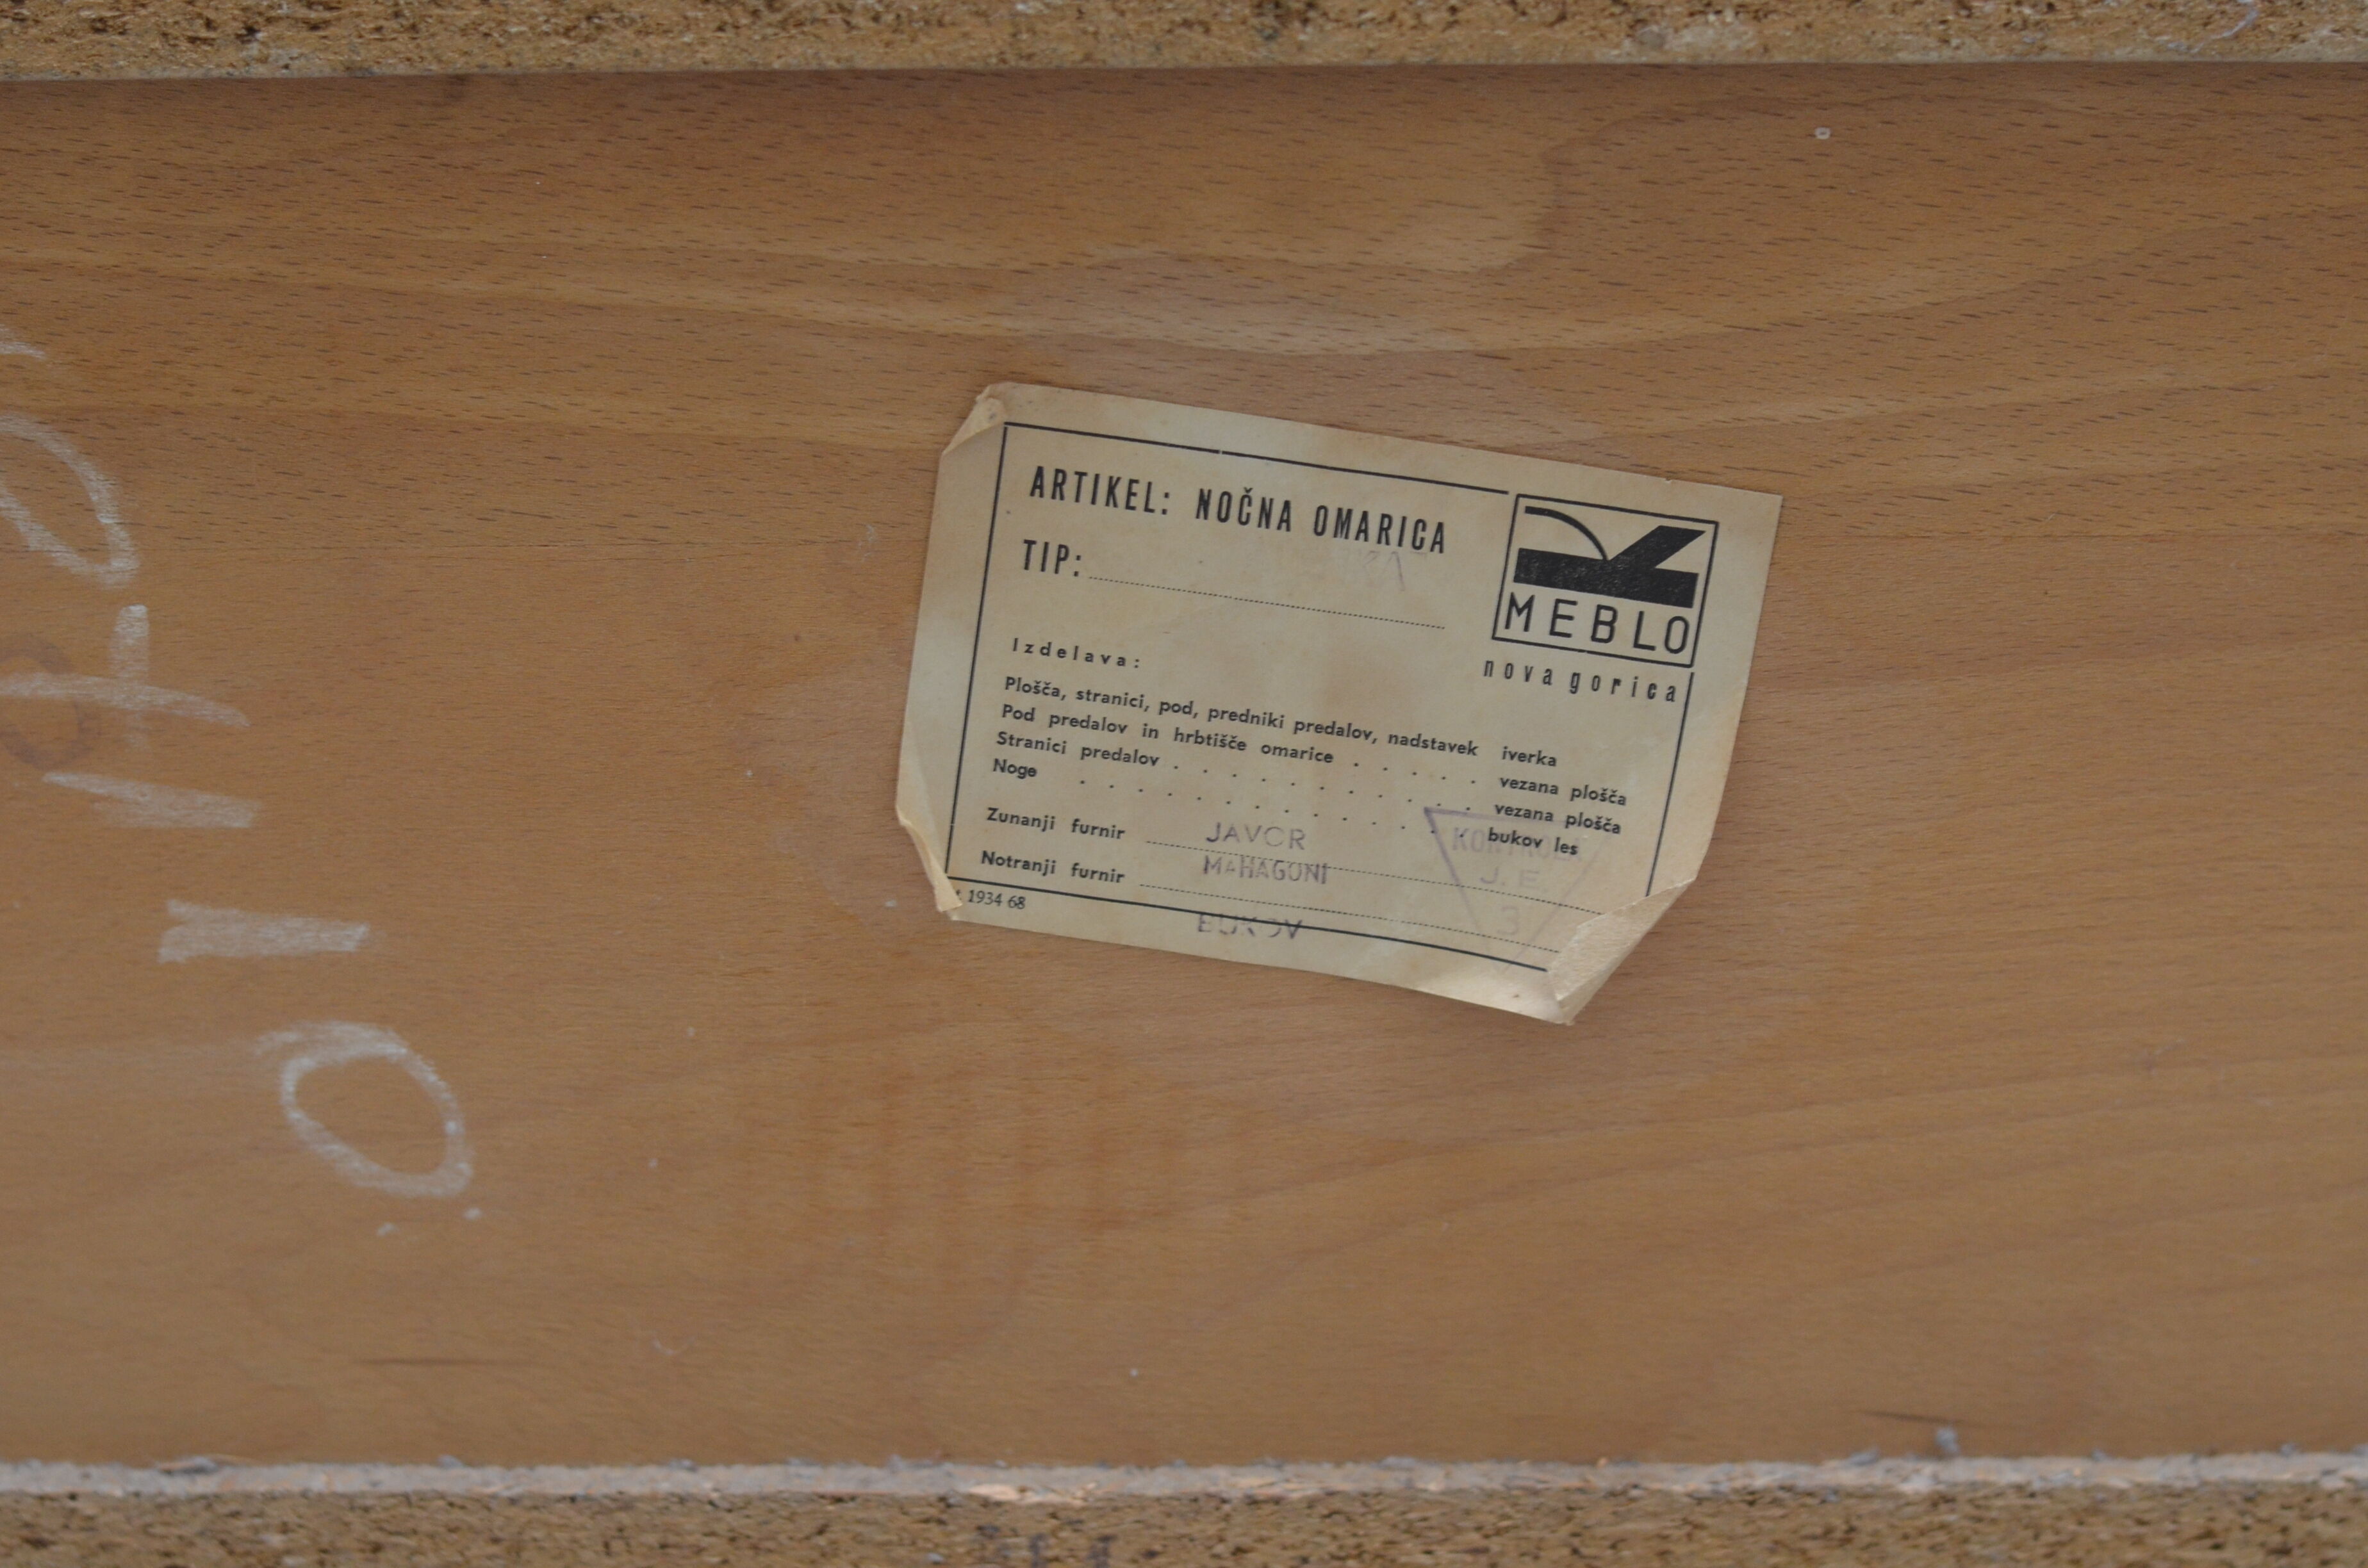 ARTIKEL: NOČNA OMARICA
TIP:
MEBLO
nova gorica
Izdelava:
Plošča, stranici, pod, predniki predalov, nadstavek iverka
Pod predalov in hrbtišče omarice . . . . . vezana plošča
Stranici predalov . . . . . . . . . . . vezana plošča
Noge . . . . . . . . . . . . . . bukov les
Zunanji furnir JAVOR
MAHAGONI
Notranji furnir
BUKOV
1934 68
J. E.
3